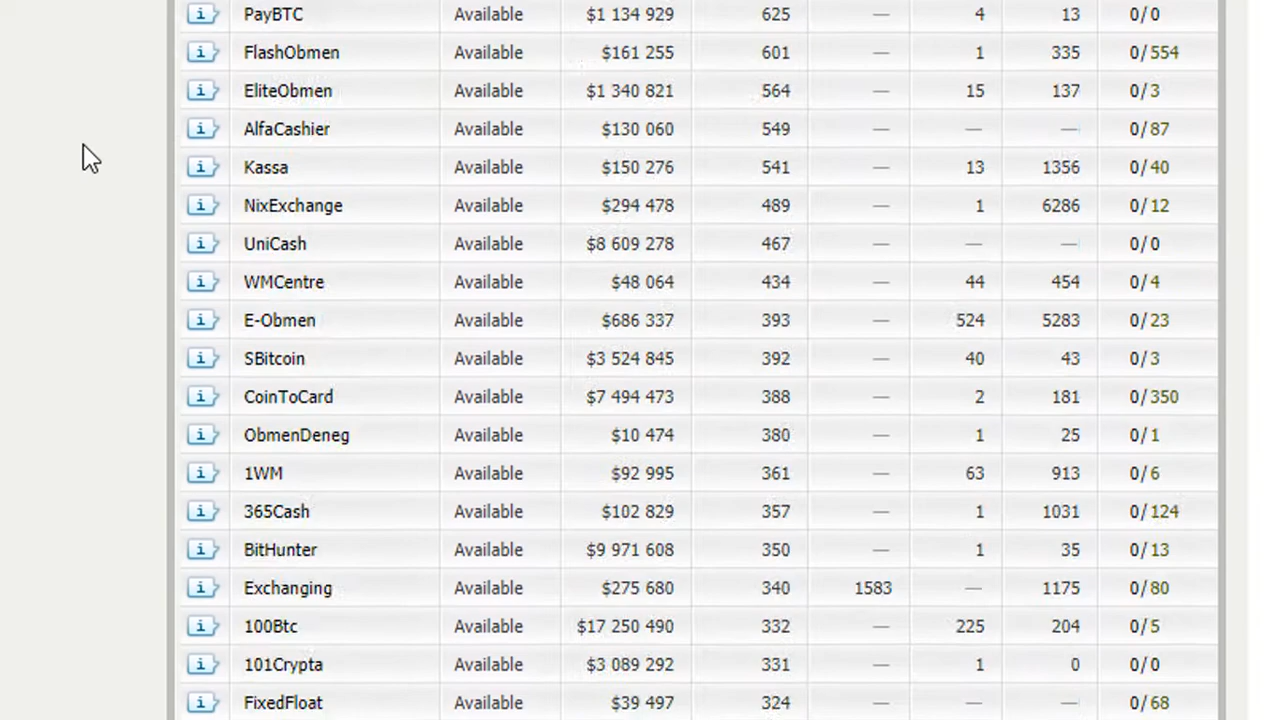 i PayBTC Available $1 134 929 625 — 4 13 0/0
i FlashObmen Available $161 255 601 — 1 335 0/554
i EliteObmen Available $1 340 821 564 — 15 137 0/3
i AlfaCashier Available $130 060 549 — — — 0/87
i Kassa Available $150 276 541 — 13 1356 0/40
i NixExchange Available $294 478 489 — 1 6286 0/12
i UniCash Available $8 609 278 467 — — — 0/0
i WMCentre Available $48 064 434 — 44 454 0/4
i E-Obmen Available $686 337 393 — 524 5283 0/23
i SBitcoin Available $3 524 845 392 — 40 43 0/3
i CoinToCard Available $7 494 473 388 — 2 181 0/350
i ObmenDeneg Available $10 474 380 — 1 25 0/1
i 1WM Available $92 995 361 — 63 913 0/6
i 365Cash Available $102 829 357 — 1 1031 0/124
i BitHunter Available $9 971 608 350 — 1 35 0/13
i Exchanging Available $275 680 340 1583 — 1175 0/80
i 100Btc Available $17 250 490 332 — 225 204 0/5
i 101Crypta Available $3 089 292 331 — 1 0 0/0
i FixedFloat Available $39 497 324 — — — 0/68